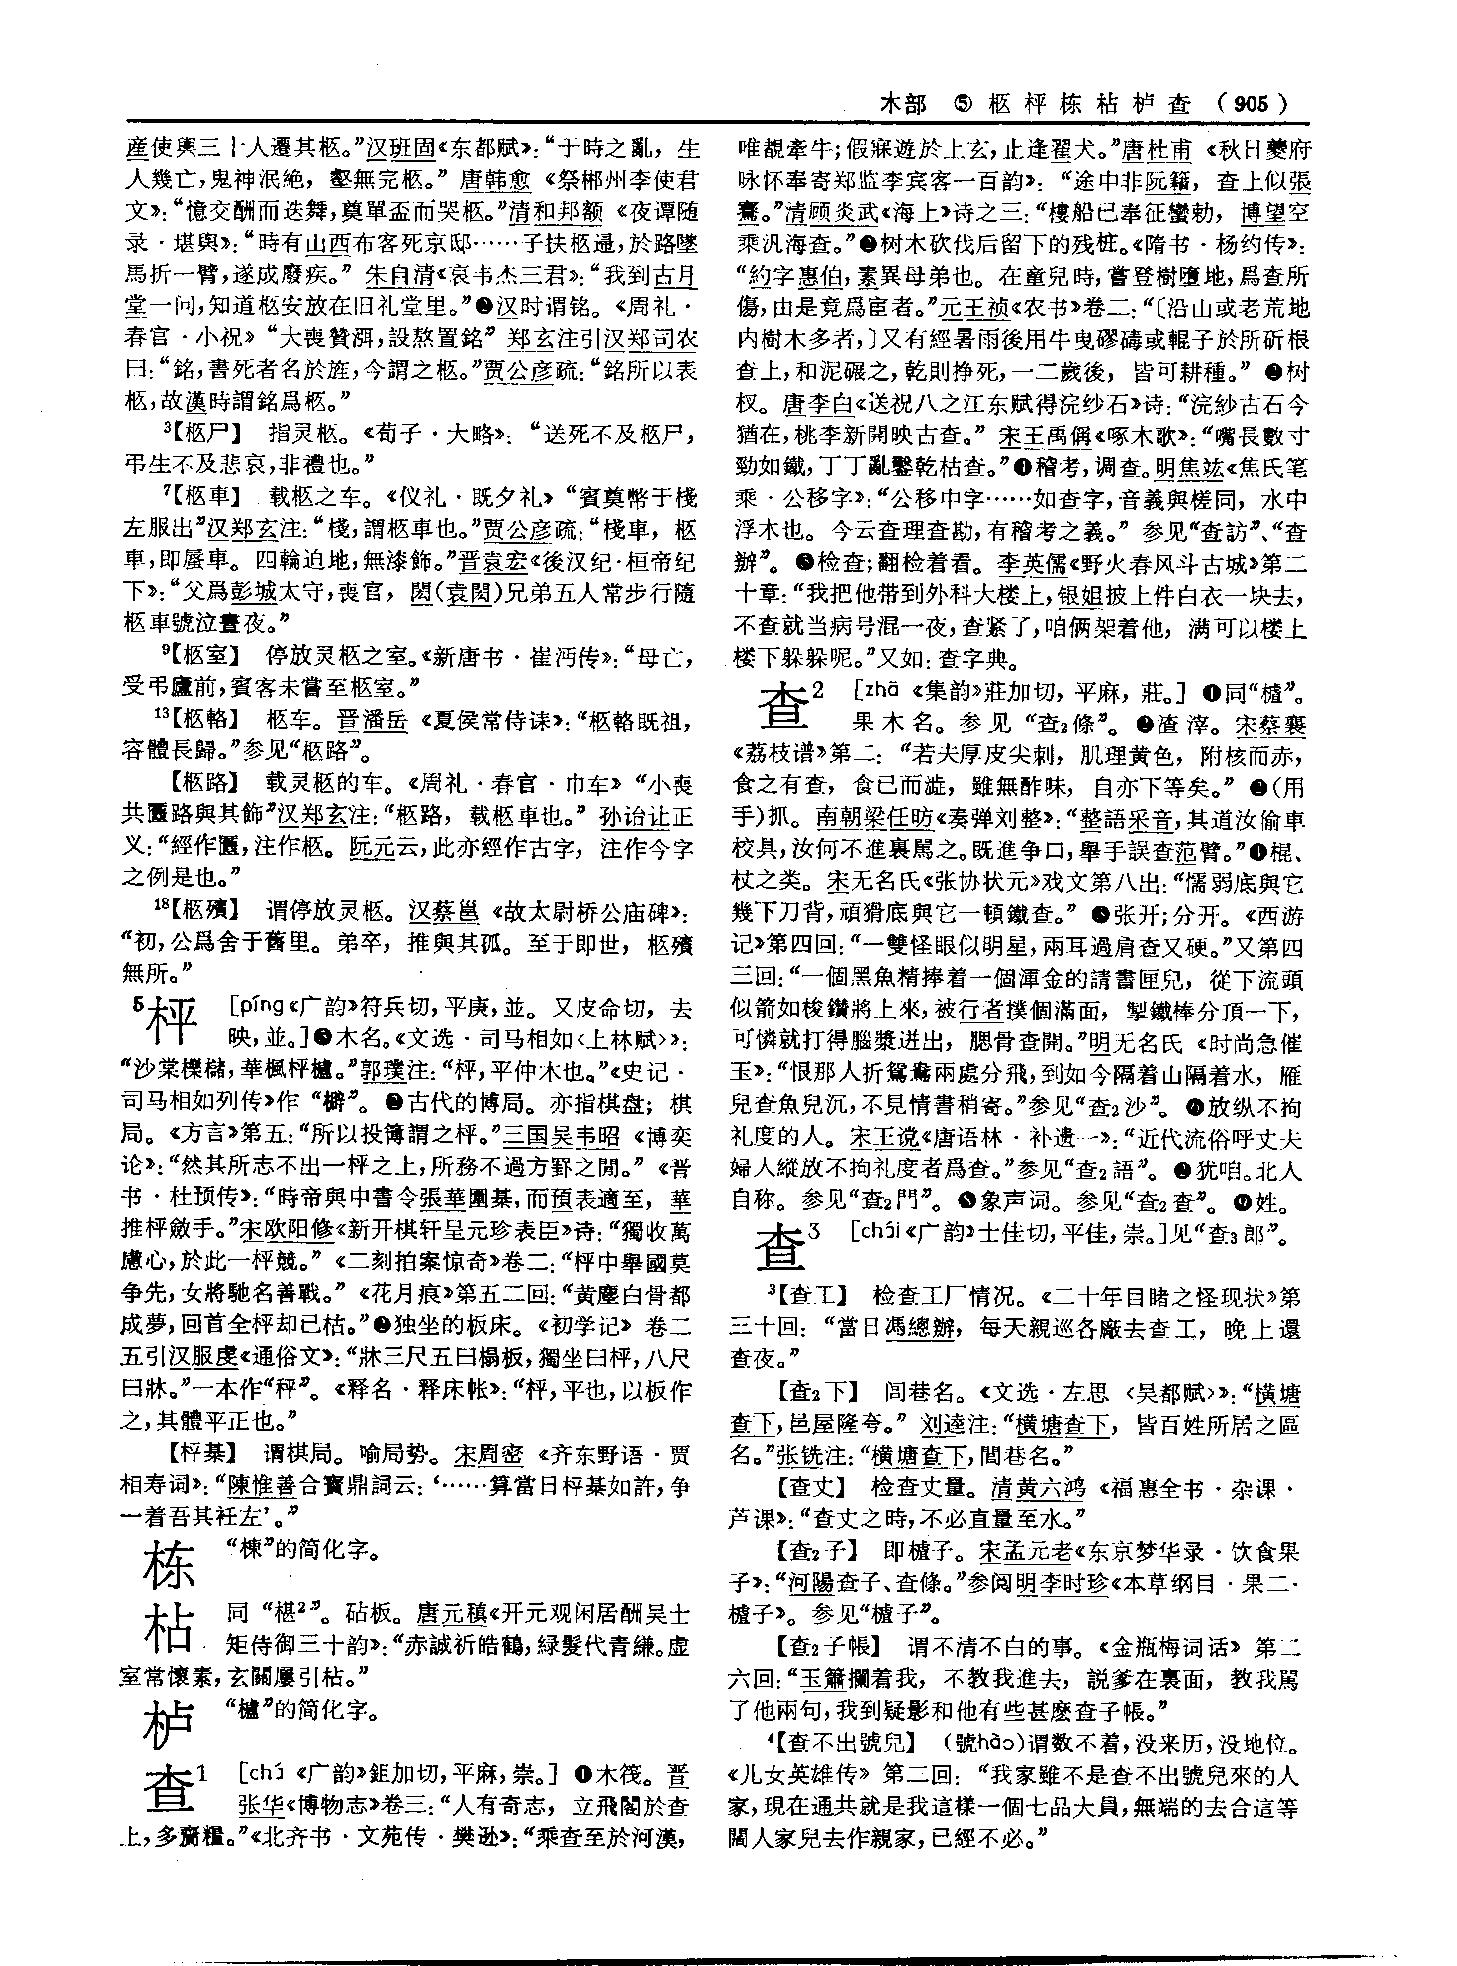 木部 ⑤ 柩枰栋枮栌查 (905)
産使輿三十人遷其柩。”汉班固《东都赋》:“于時之亂, 生
人幾亡,鬼神泯絶, 壑無完柩。” 唐韩愈 《祭郴州李使君
文》:“憶交酬而迭舞,奠單盃而哭柩。”清和邦额 《夜谭随
录·堪舆》:“時有山西布客死京邸……子扶柩逼,於路墜
馬折一臂,遂成廢疾。” 朱自清《哀韦杰三君》:“我到古月
堂一问,知道柩安放在旧礼堂里。”❷汉时谓铭。《周礼·
春官·小祝》“大喪贊渳,設熬置銘” 郑玄注引汉郑司农
曰:“銘,書死者名於旌,今謂之柩。”贾公彦疏:“銘所以表
柩,故漢時謂銘爲柩。”
³【柩尸】 指灵柩。《荀子·大略》: “送死不及柩尸,
弔生不及悲哀,非禮也。”
⁷【柩車】 载柩之车。《仪礼·既夕礼》“賓奠幣于棧
左服出”汉郑玄注:“棧,謂柩車也。”贾公彦疏:“棧車, 柩
車,即蜃車。 四輪迫地,無漆飾。”晋袁宏《後汉纪·桓帝纪
下》:“父爲彭城太守,喪官, 閎(袁閎)兄弟五人常步行隨
柩車號泣晝夜。”
⁹【柩室】 停放灵柩之室。《新唐书·崔沔传》:“母亡,
受弔廬前,賓客未嘗至柩室。”
¹³【柩輅】 柩车。晋潘岳 《夏侯常侍诔》:“柩輅既祖,
容體長歸。”参见“柩路”。
【柩路】 载灵柩的车。《周礼·春官·巾车》“小喪
共匶路與其飾”汉郑玄注:“柩路, 载柩車也。” 孙诒让正
义:“經作匶,注作柩。 阮元云,此亦經作古字, 注作今字
之例是也。”
¹⁸【柩殯】 谓停放灵柩。汉蔡邕 《故太尉桥公庙碑》:
“初,公爲舍于舊里。 弟卒, 推與其孤。 至于即世, 柩殯
無所。”
⁵枰 [píng《广韵》符兵切,平庚,並。 又皮命切, 去
映,並。]❶木名。《文选·司马相如〈上林赋〉》:
“沙棠櫟櫧,華楓枰櫨。”郭璞注:“枰,平仲木也。”《史记·
司马相如列传》作 “櫸”。 ❷古代的博局。亦指棋盘; 棋
局。《方言》第五:“所以投簙謂之枰。”三国吴韦昭 《博奕
论》:“然其所志不出一枰之上,所務不過方罫之間。” 《晋
书·杜预传》:“時帝與中書令張華圍棊,而預表適至, 華
推枰斂手。”宋欧阳修《新开棋轩呈元珍表臣》诗:“獨收萬
慮心,於此一枰競。” 《二刻拍案惊奇》卷二:“枰中舉國莫
争先,女將馳名善戰。” 《花月痕》第五二回:“黄塵白骨都
成夢,回首全枰却已枯。”❸独坐的板床。《初学记》 卷二
五引汉服虔《通俗文》:“牀三尺五曰榻板,獨坐曰枰,八尺
曰牀。”一本作“秤”。《释名·释床帐》:“枰,平也,以板作
之,其體平正也。”
【枰棊】 谓棋局。喻局势。宋周密 《齐东野语·贾
相寿词》:“陳惟善合寶鼎詞云:‘……算當日枰棊如許,争
一着吾其衽左’。”
栋 “棟”的简化字。
枮 同 “椹²”。砧板。唐元稹《开元观闲居酬吴士
矩侍御三十韵》:“赤誠祈皓鶴,緑髮代青縑。虚
室常懷素,玄關屢引枮。”
栌 “櫨”的简化字。
查¹ [chá 《广韵》鉏加切,平麻,崇。] ❶木筏。晋
张华《博物志》卷三:“人有奇志, 立飛閣於查
上,多齎糧。”《北齐书·文苑传·樊逊》:“乘查至於河漢,
唯覩牽牛;假寐遊於上玄,止逢翟犬。”唐杜甫 《秋日夔府
咏怀奉寄郑监李宾客一百韵》: “途中非阮籍, 查上似張
騫。”清顾炎武《海上》诗之三:“樓船已奉征蠻勅, 博望空
乘汎海查。”❷树木砍伐后留下的残桩。《隋书·杨约传》:
“約字惠伯,素異母弟也。 在童兒時,嘗登樹墮地,爲查所
傷,由是竟爲宦者。”元王祯《农书》卷二:“〔沿山或老荒地
内樹木多者,〕又有經暑雨後用牛曳磟碡或輥子於所斫根
查上,和泥碾之,乾則挣死,一二歲後, 皆可耕種。” ❸树
杈。 唐李白《送祝八之江东赋得浣纱石》诗:“浣紗古石今
猶在,桃李新開映古查。” 宋王禹偁《啄木歌》:“嘴長數寸
勁如鐵,丁丁亂鑿乾枯查。”❹稽考,调查。明焦竑《焦氏笔
乘·公移字》:“公移中字……如查字,音義與槎同, 水中
浮木也。 今云查理查勘,有稽考之義。” 参见“查訪”、“查
辦”。 ❺检查;翻检着看。 李英儒《野火春风斗古城》第二
十章:“我把他带到外科大楼上,银姐披上件白衣一块去,
不查就当病号混一夜,查紧了,咱俩架着他, 满可以楼上
楼下躲躲呢。”又如:查字典。
查² [zhā 《集韵》莊加切,平麻,莊。] ❶同“樝”。
果木名。参见 “查₂條”。 ❷渣滓。宋蔡襄
《荔枝谱》第二: “若夫厚皮尖刺, 肌理黄色, 附核而赤,
食之有查, 食已而澁, 雖無酢味, 自亦下等矣。” ❸(用
手)抓。 南朝梁任昉《奏弹刘整》:“整語采音,其道汝偷車
校具,汝何不進裏罵之。既進争口,舉手誤查范臂。”❹棍、
杖之类。 宋无名氏《张协状元》戏文第八出:“懦弱底與它
幾下刀背,頑猾底與它一頓鐵查。” ❺张开;分开。《西游
记》第四回:“一雙怪眼似明星,兩耳過肩查又硬。”又第四
三回:“一個黑魚精捧着一個渾金的請書匣兒, 從下流頭
似箭如梭鑽將上來,被行者撲個滿面, 掣鐵棒分頂一下,
可憐就打得腦漿迸出, 腮骨查開。”明无名氏 《时尚急催
玉》:“恨那人折鴛鴦兩處分飛,到如今隔着山隔着水, 雁
兒查魚兒沉,不見情書稍寄。”参见“查₂沙”。 ❻放纵不拘
礼度的人。 宋王谠《唐语林·补遗一》:“近代流俗呼丈夫
婦人縱放不拘礼度者爲查。”参见“查₂語”。 ❼犹咱。北人
自称。 参见“查₂門”。 ❽象声词。参见“查₂查”。 ❾姓。
查³ [chái《广韵》士佳切,平佳,崇。]见“查₃郎”。
³【查工】 检查工厂情况。《二十年目睹之怪现状》第
三十回: “當日馮總辦, 每天親巡各廠去查工, 晚上還
查夜。”
【查₂下】 闾巷名。《文选·左思 〈吴都赋〉》:“横塘
查下,邑屋隆夸。” 刘逵注:“横塘查下, 皆百姓所居之區
名。”张铣注:“横塘查下,閭巷名。”
【查丈】 检查丈量。清黄六鸿 《福惠全书·杂课·
芦课》:“查丈之時,不必直量至水。”
【查₂子】 即樝子。宋孟元老《东京梦华录·饮食果
子》:“河陽查子、查條。”参阅明李时珍《本草纲目·果二·
樝子》。参见“樝子”。
【查₂子帳】 谓不清不白的事。《金瓶梅词话》 第二
六回:“玉簫攔着我, 不教我進去, 説爹在裏面, 教我罵
了他兩句,我到疑影和他有些甚麽查子帳。”
⁴【查不出號兒】 (號hào)谓数不着,没来历,没地位。
《儿女英雄传》 第二回: “我家雖不是查不出號兒來的人
家,現在通共就是我這樣一個七品大員,無端的去合這等
闊人家兒去作親家,已經不必。”